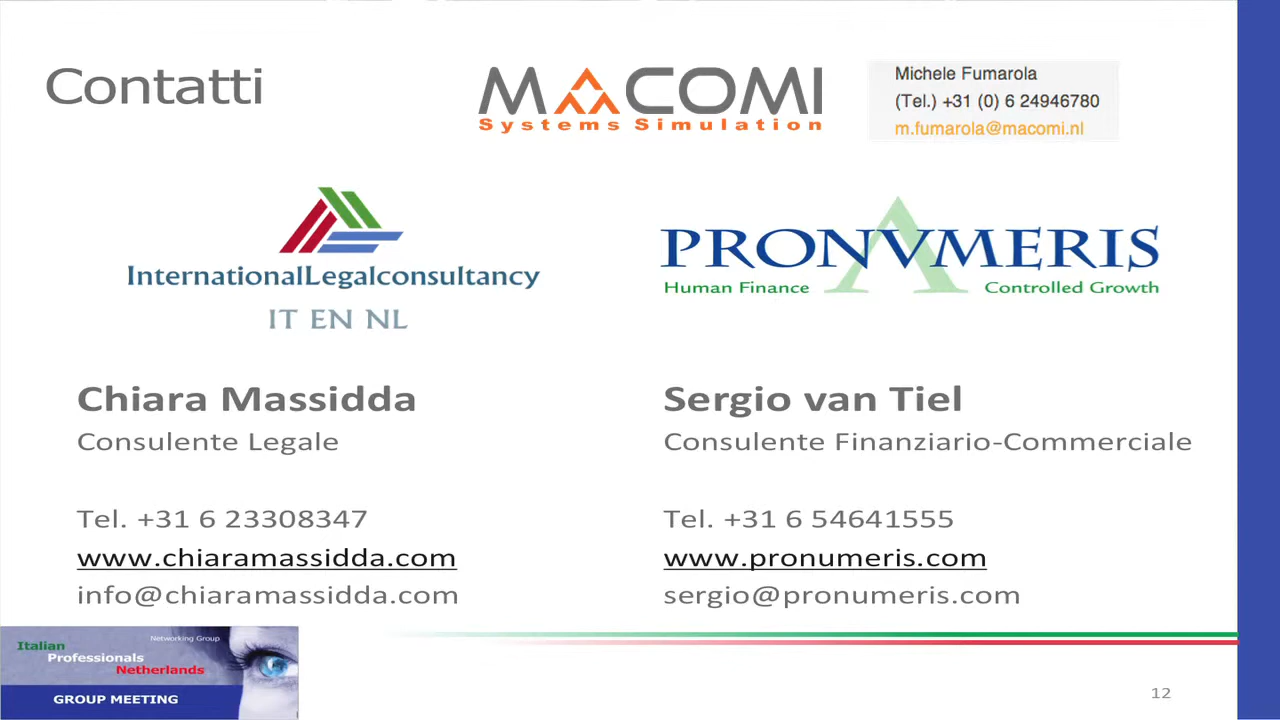 Contatti
MACOMI
Systems Simulation
Michele Fumarola
(Tel.) +31 (0) 6 24946780
m.fumarola@macomi.nl
InternationalLegalconsultancy
IT EN NL
PRONVMERIS
Human Finance
Controlled Growth
Chiara Massidda
Consulente Legale
Tel. +31 6 23308347
www.chiaramassidda.com
info@chiaramassidda.com
Sergio van Tiel
Consulente Finanziario-Commerciale
Tel. +31 6 54641555
www.pronumeris.com
sergio@pronumeris.com
Networking Group
Italian
Professionals
Netherlands
GROUP MEETING
12